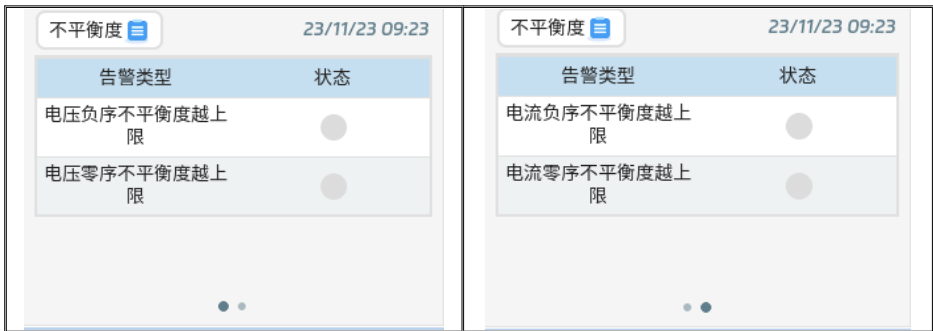 不平衡度 23/11/23 09:23
告警类型 状态
电压负序不平衡度越上
限
电压零序不平衡度越上
限
不平衡度 23/11/23 09:23
告警类型 状态
电流负序不平衡度越上
限
电流零序不平衡度越上
限